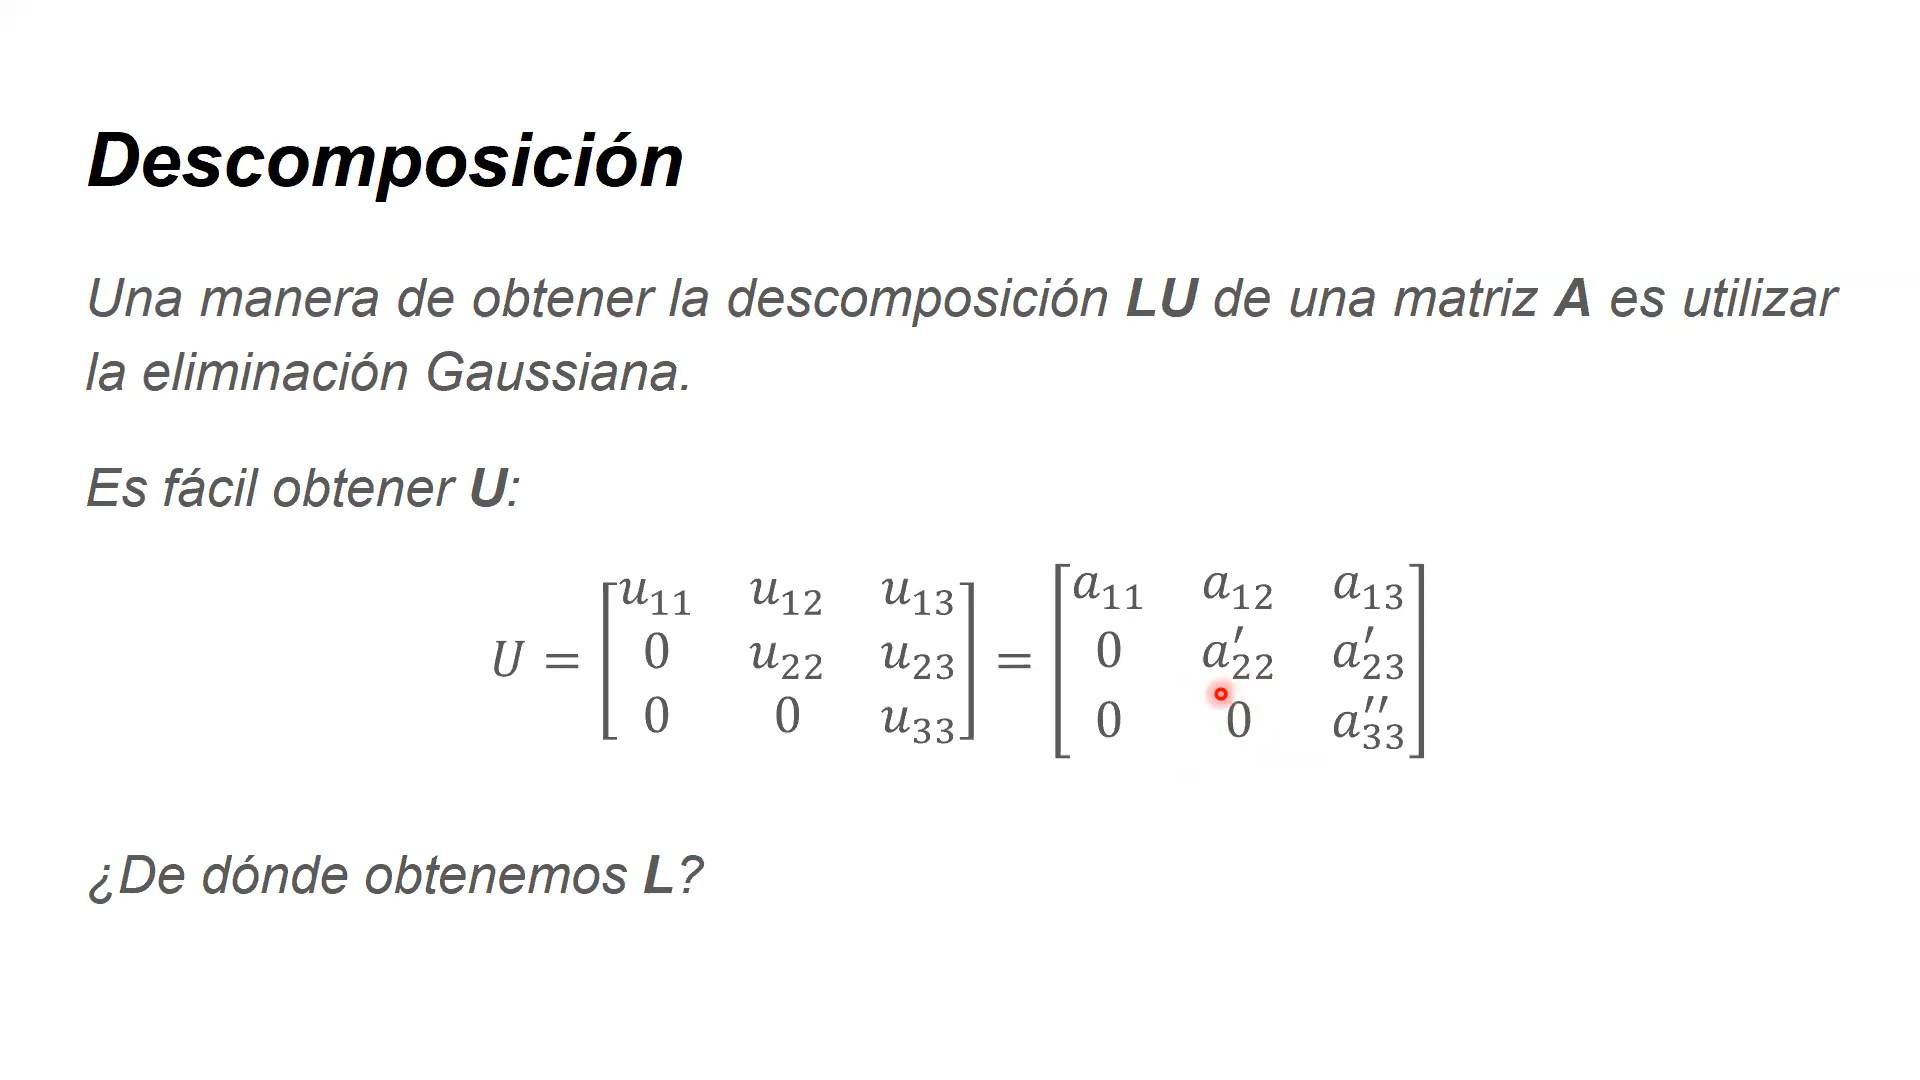 Descomposición
Una manera de obtener la descomposición LU de una matriz A es utilizar
la eliminación Gaussiana.
Es fácil obtener U:
U = [u₁₁ u₁₂ u₁₃; 0 u₂₂ u₂₃; 0 0 u₃₃] = [a₁₁ a₁₂ a₁₃; 0 a′₂₂ a′₂₃; 0 0 a′′₃₃]
¿De dónde obtenemos L?